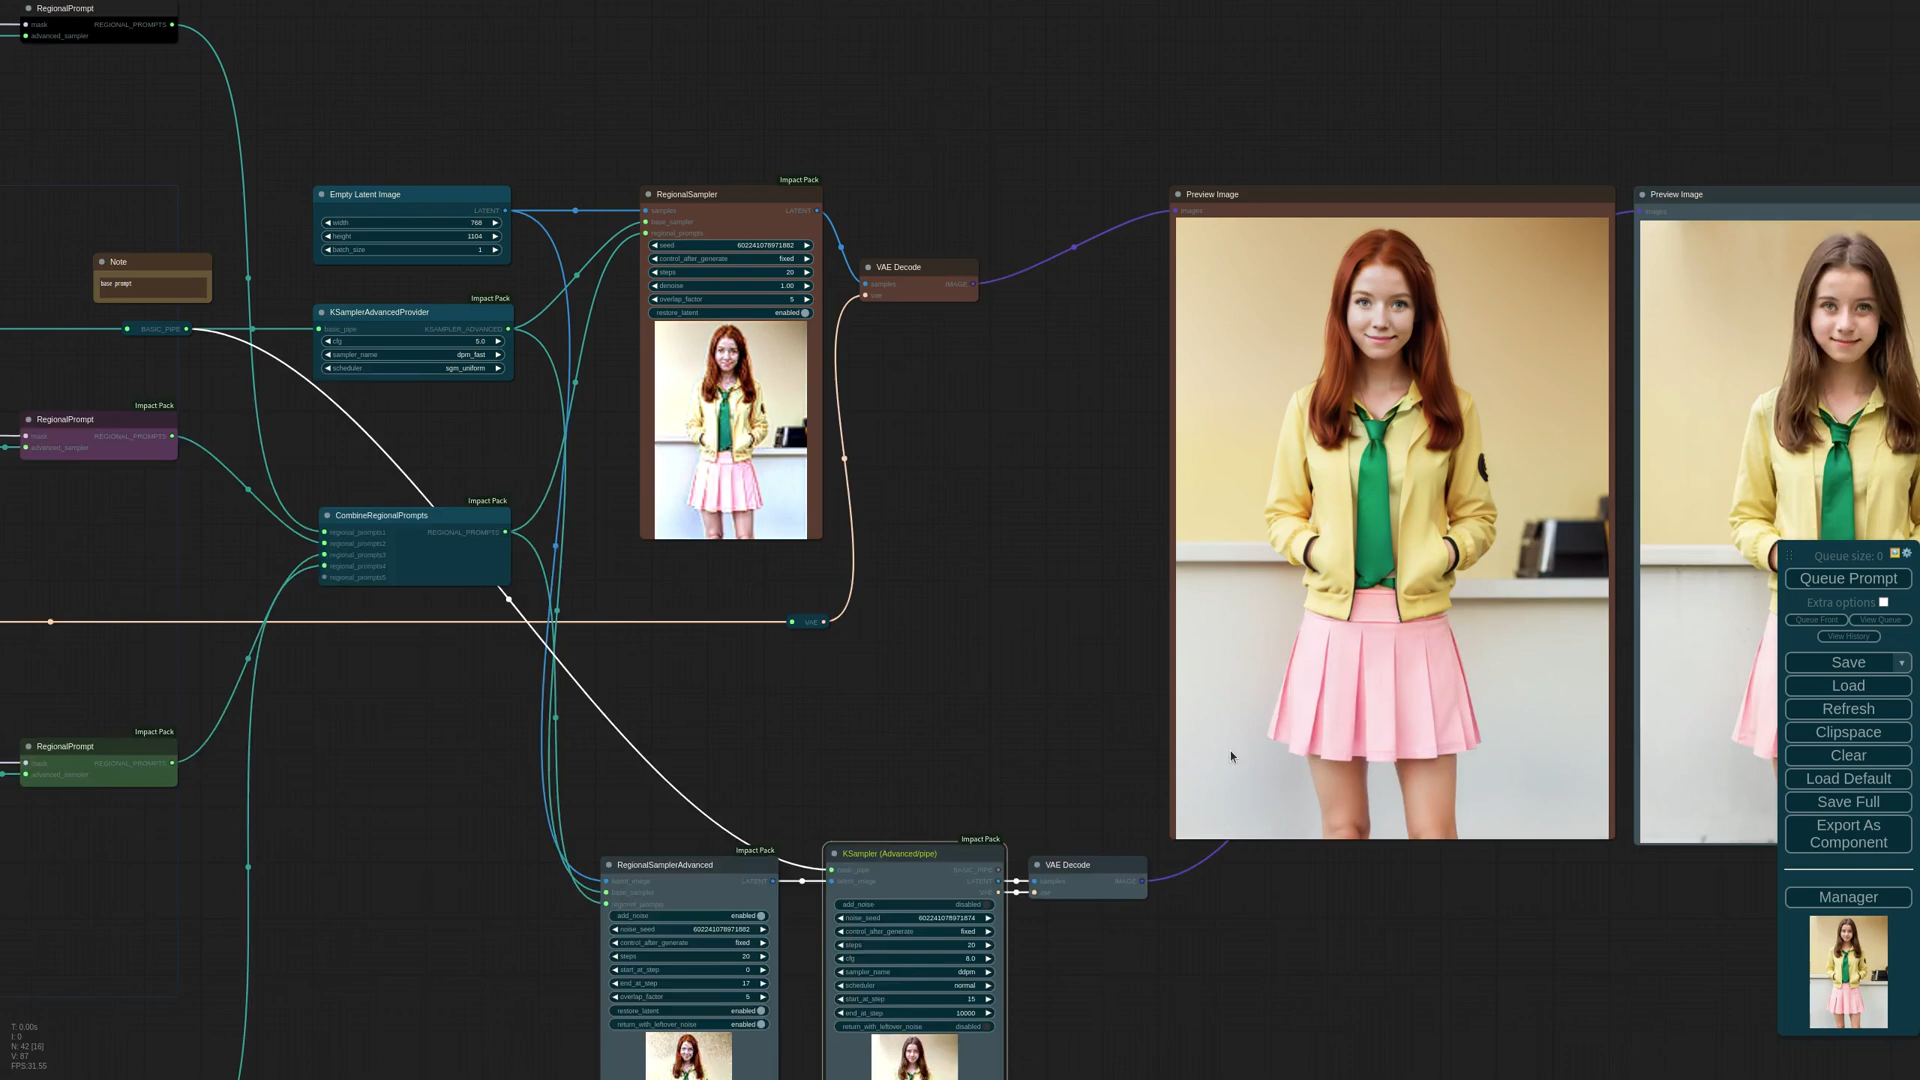 RegionalPrompt
mask REGIONAL_PROMPTS
advanced_sampler
Note
base prompt
BASIC_PIPE
Impact Pack
RegionalPrompt
mask REGIONAL_PROMPTS
advanced_sampler
Impact Pack
RegionalPrompt
mask REGIONAL_PROMPTS
advanced_sampler
Empty Latent Image
LATENT
width 768
height 1104
batch_size 1
Impact Pack
KSamplerAdvancedProvider
basic_pipe KSAMPLER_ADVANCED
cfg 5.0
sampler_name dpm_fast
scheduler sgm_uniform
Impact Pack
CombineRegionalPrompts
regional_prompts1 REGIONAL_PROMPTS
regional_prompts2
regional_prompts3
regional_prompts4
regional_prompts5
Impact Pack
RegionalSampler
samples LATENT
base_sampler
regional_prompts
seed 602241078971882
control_after_generate fixed
steps 20
denoise 1.00
overlap_factor 5
restore_latent enabled
VAE Decode
samples IMAGE
vae
VAE
Impact Pack
RegionalSamplerAdvanced
latent_image LATENT
base_sampler
regional_prompts
add_noise enabled
noise_seed 602241078971882
control_after_generate fixed
steps 20
start_at_step 0
end_at_step 17
overlap_factor 5
restore_latent enabled
return_with_leftover_noise enabled
Impact Pack
KSampler (Advanced/pipe)
basic_pipe BASIC_PIPE
latent_image LATENT
VAE
add_noise disabled
noise_seed 602241078971874
control_after_generate fixed
steps 20
cfg 8.0
sampler_name ddpm
scheduler normal
start_at_step 15
end_at_step 10000
return_with_leftover_noise disabled
VAE Decode
samples IMAGE
vae
Preview Image
images
Preview Image
images
Queue size: 0
Queue Prompt
Extra options
Queue Front View Queue
View History
Save
Load
Refresh
Clipspace
Clear
Load Default
Save Full
Export As
Component
Manager
T: 0.00s
I: 0
N: 42 [16]
V: 87
FPS:31.55